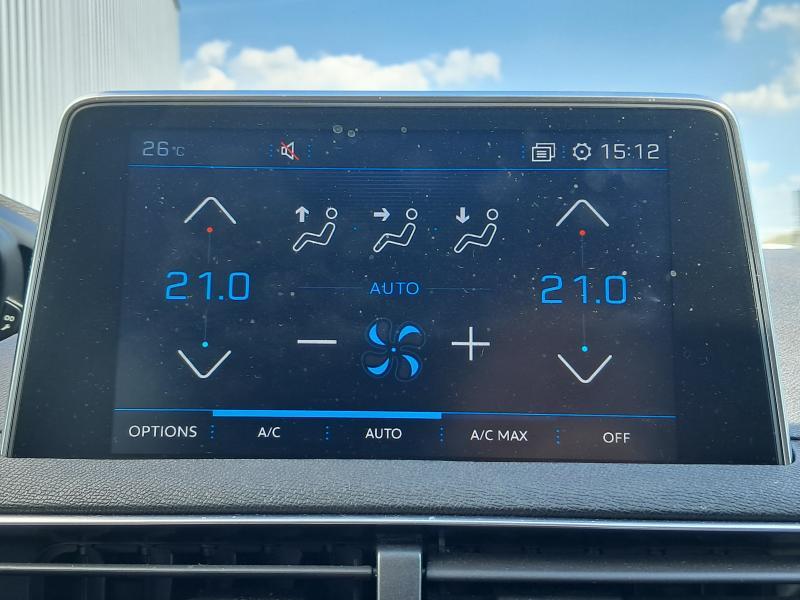 26°C 15:12
21.0 AUTO 21.0
OPTIONS A/C AUTO A/C MAX OFF